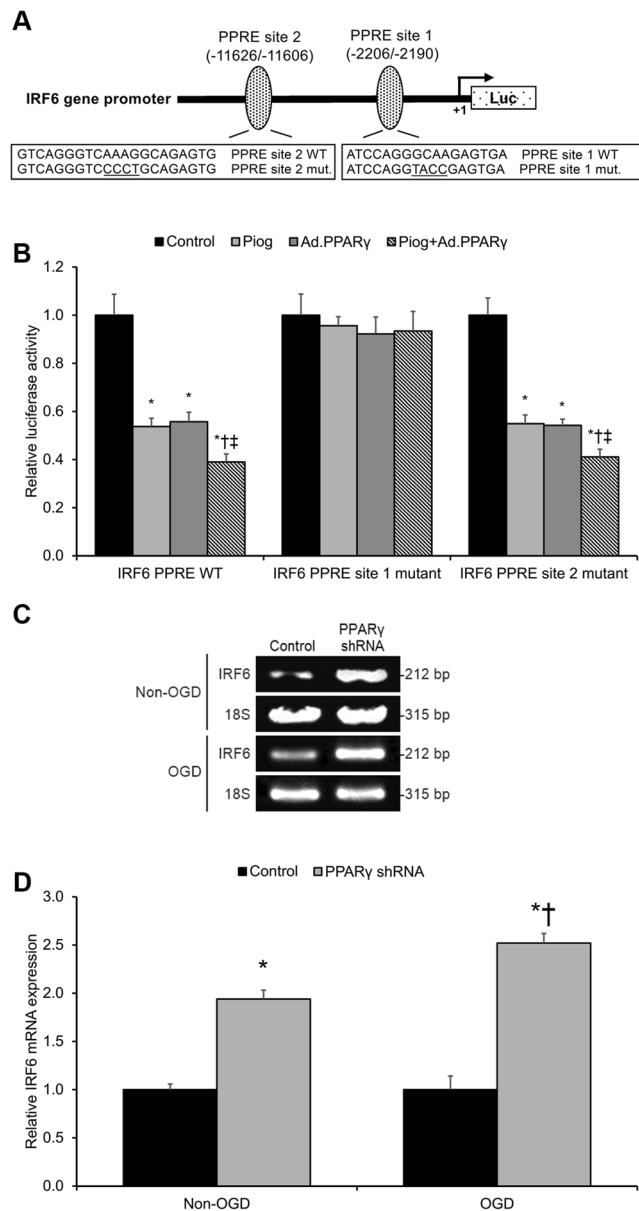 A
PPRE site 2
(-11626/-11606)
PPRE site 1
(-2206/-2190)
IRF6 gene promoter
+1
Luc
GTCAGGGTCAAAGGCAGAGTG PPRE site 2 WT
GTCAGGGTCCCCTGCAGAGTG PPRE site 2 mut.
ATCCAGGGCAAGAGTGA PPRE site 1 WT
ATCCAGGTACCGAGTGA PPRE site 1 mut.
B
Control Piog Ad.PPARγ Piog+Ad.PPARγ
Relative luciferase activity
1.2
1.0
0.8
0.6
0.4
0.2
0.0
* * *†‡
* * *†‡
IRF6 PPRE WT IRF6 PPRE site 1 mutant IRF6 PPRE site 2 mutant
C
Control PPARγ
shRNA
Non-OGD
IRF6 -212 bp
18S -315 bp
OGD
IRF6 -212 bp
18S -315 bp
D
Control PPARγ shRNA
Relative IRF6 mRNA expression
3.0
2.5
2.0
1.5
1.0
0.5
0.0
*
*†
Non-OGD OGD